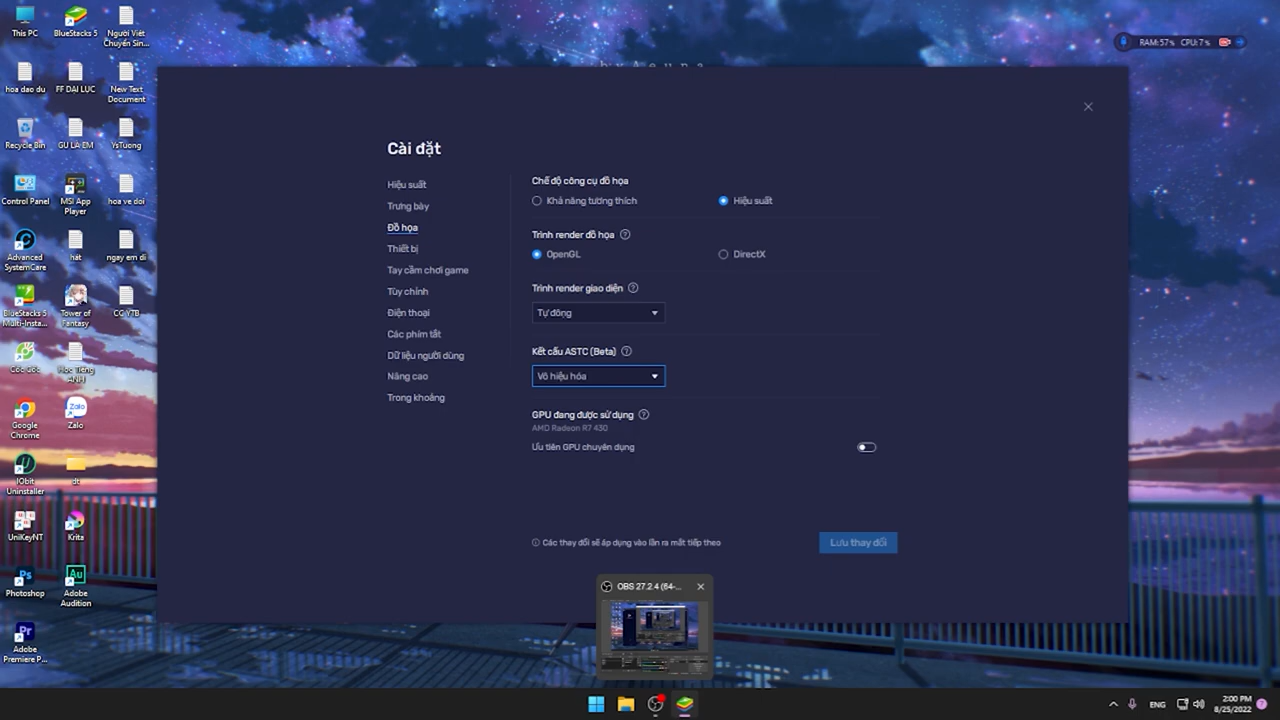 This PC
BlueStacks 5
Người Việt
Chuyển Sin...
hoa dao du
FF DAI LUC
New Text
Document
Recycle Bin
GU LA EM
YsTuong
Control Panel
MSI App
Player
hoa ve doi
Advanced
SystemCare
hát
ngay em di
BlueStacks 5
Multi-Insta...
Tower of
Fantasy
CG YTB
Cốc Cốc
Học Tiếng
ANH
Google
Chrome
Zalo
Zalo
IObit
Uninstaller
dt
UniKeyNT
Krita
Ps
Photoshop
Au
Adobe
Audition
Pr
Adobe
Premiere P...
RAM:57% CPU:7%
Cài đặt
Hiệu suất
Trưng bày
Đồ họa
Thiết bị
Tay cầm chơi game
Tùy chỉnh
Điện thoại
Các phím tắt
Dữ liệu người dùng
Nâng cao
Trong khoảng
Chế độ công cụ đồ họa
Khả năng tương thích
Hiệu suất
Trình render đồ họa
OpenGL
DirectX
Trình render giao diện
Tự động
Kết cấu ASTC (Beta)
Vô hiệu hóa
GPU đang được sử dụng
AMD Radeon R7 430
Ưu tiên GPU chuyên dụng
Các thay đổi sẽ áp dụng vào lần ra mắt tiếp theo
Lưu thay đổi
OBS 27.2.4 (64-...
ENG
2:00 PM
8/25/2022
7